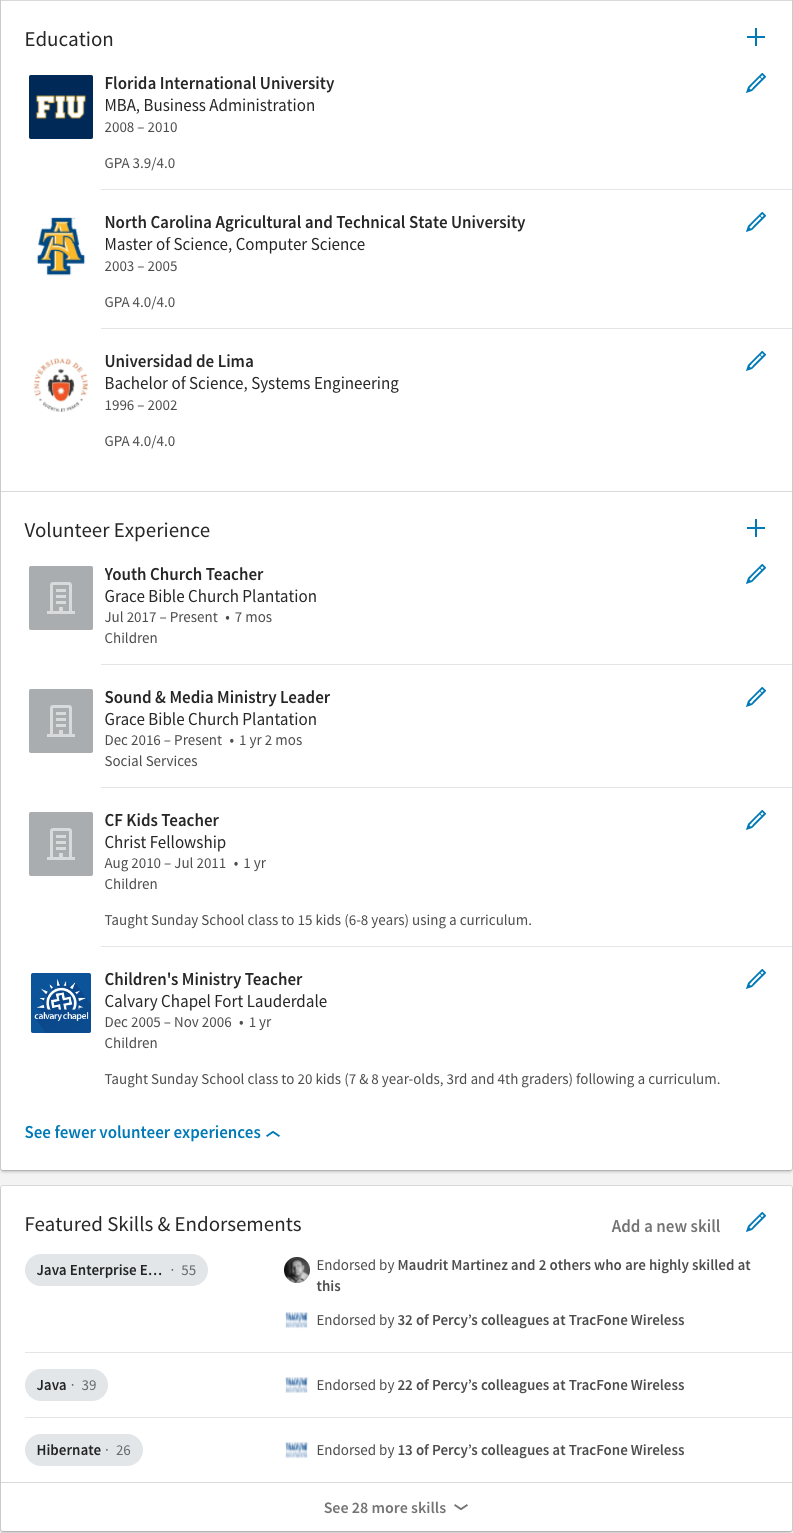 Education
FIU
Florida International University
MBA, Business Administration
2008 – 2010
GPA 3.9/4.0
North Carolina Agricultural and Technical State University
Master of Science, Computer Science
2003 – 2005
GPA 4.0/4.0
UNIVERSIDAD DE LIMA
Universidad de Lima
Bachelor of Science, Systems Engineering
1996 – 2002
GPA 4.0/4.0
Volunteer Experience
Youth Church Teacher
Grace Bible Church Plantation
Jul 2017 – Present • 7 mos
Children
Sound & Media Ministry Leader
Grace Bible Church Plantation
Dec 2016 – Present • 1 yr 2 mos
Social Services
CF Kids Teacher
Christ Fellowship
Aug 2010 – Jul 2011 • 1 yr
Children
Taught Sunday School class to 15 kids (6-8 years) using a curriculum.
calvary chapel
Children's Ministry Teacher
Calvary Chapel Fort Lauderdale
Dec 2005 – Nov 2006 • 1 yr
Children
Taught Sunday School class to 20 kids (7 & 8 year-olds, 3rd and 4th graders) following a curriculum.
See fewer volunteer experiences
Featured Skills & Endorsements
Add a new skill
Java Enterprise E... · 55
Endorsed by Maudrit Martinez and 2 others who are highly skilled at
this
Endorsed by 32 of Percy’s colleagues at TracFone Wireless
Java · 39
Endorsed by 22 of Percy’s colleagues at TracFone Wireless
Hibernate · 26
Endorsed by 13 of Percy’s colleagues at TracFone Wireless
See 28 more skills